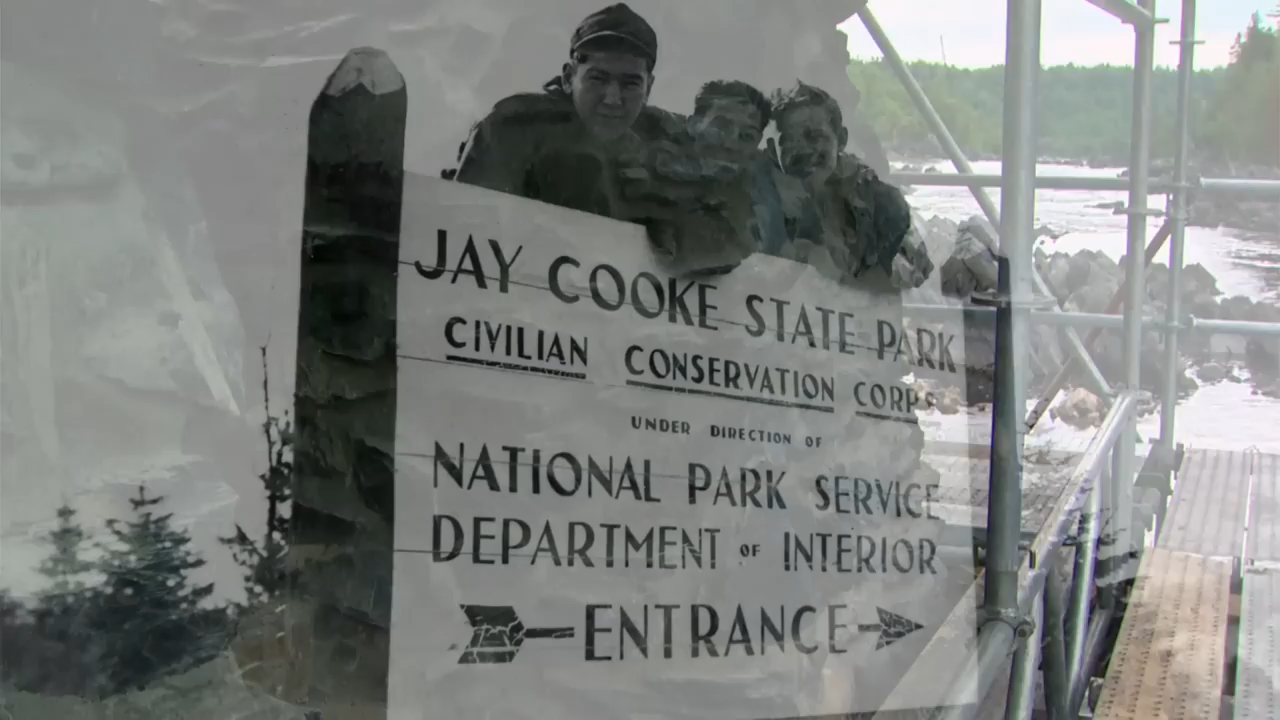 JAY COOKE STATE PARK
CIVILIAN CONSERVATION CORPS
UNDER DIRECTION OF
NATIONAL PARK SERVICE
DEPARTMENT OF INTERIOR
ENTRANCE